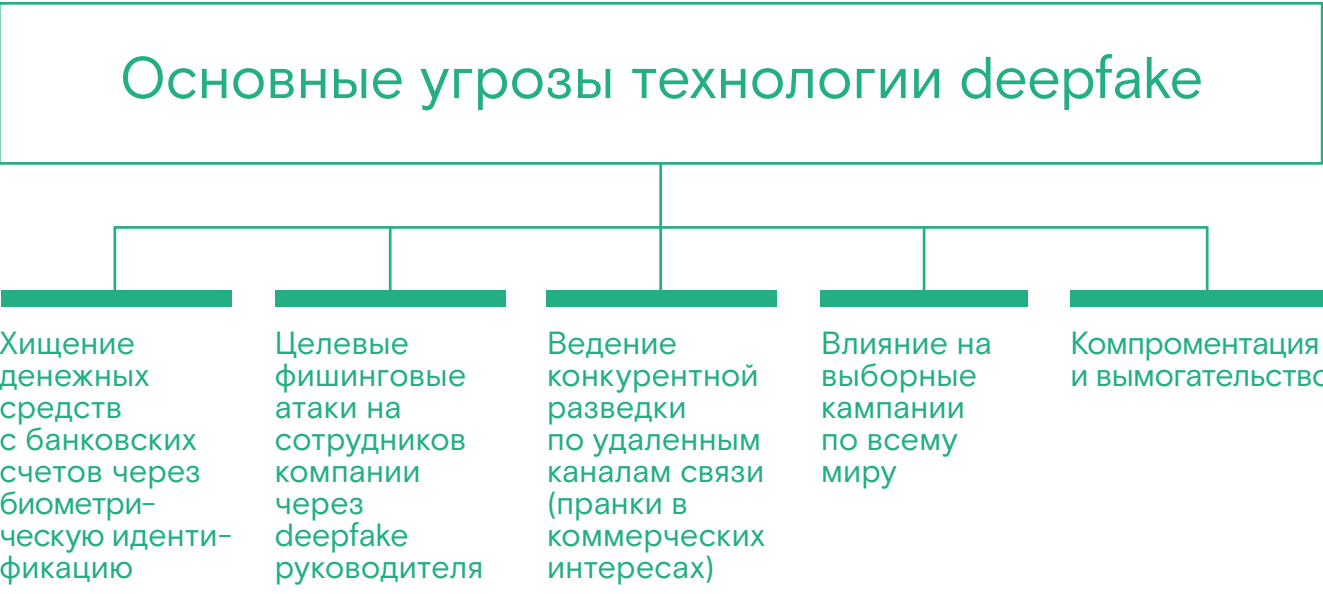 Основные угрозы технологии deepfake
Хищение
денежных
средств
с банковских
счетов через
биометри-
ческую иденти-
фикацию
Целевые
фишинговые
атаки на
сотрудников
компании
через
deepfake
руководителя
Ведение
конкурентной
разведки
по удаленным
каналам связи
(пранки в
коммерческих
интересах)
Влияние на
выборные
кампании
по всему
миру
Компроментация
и вымогательство